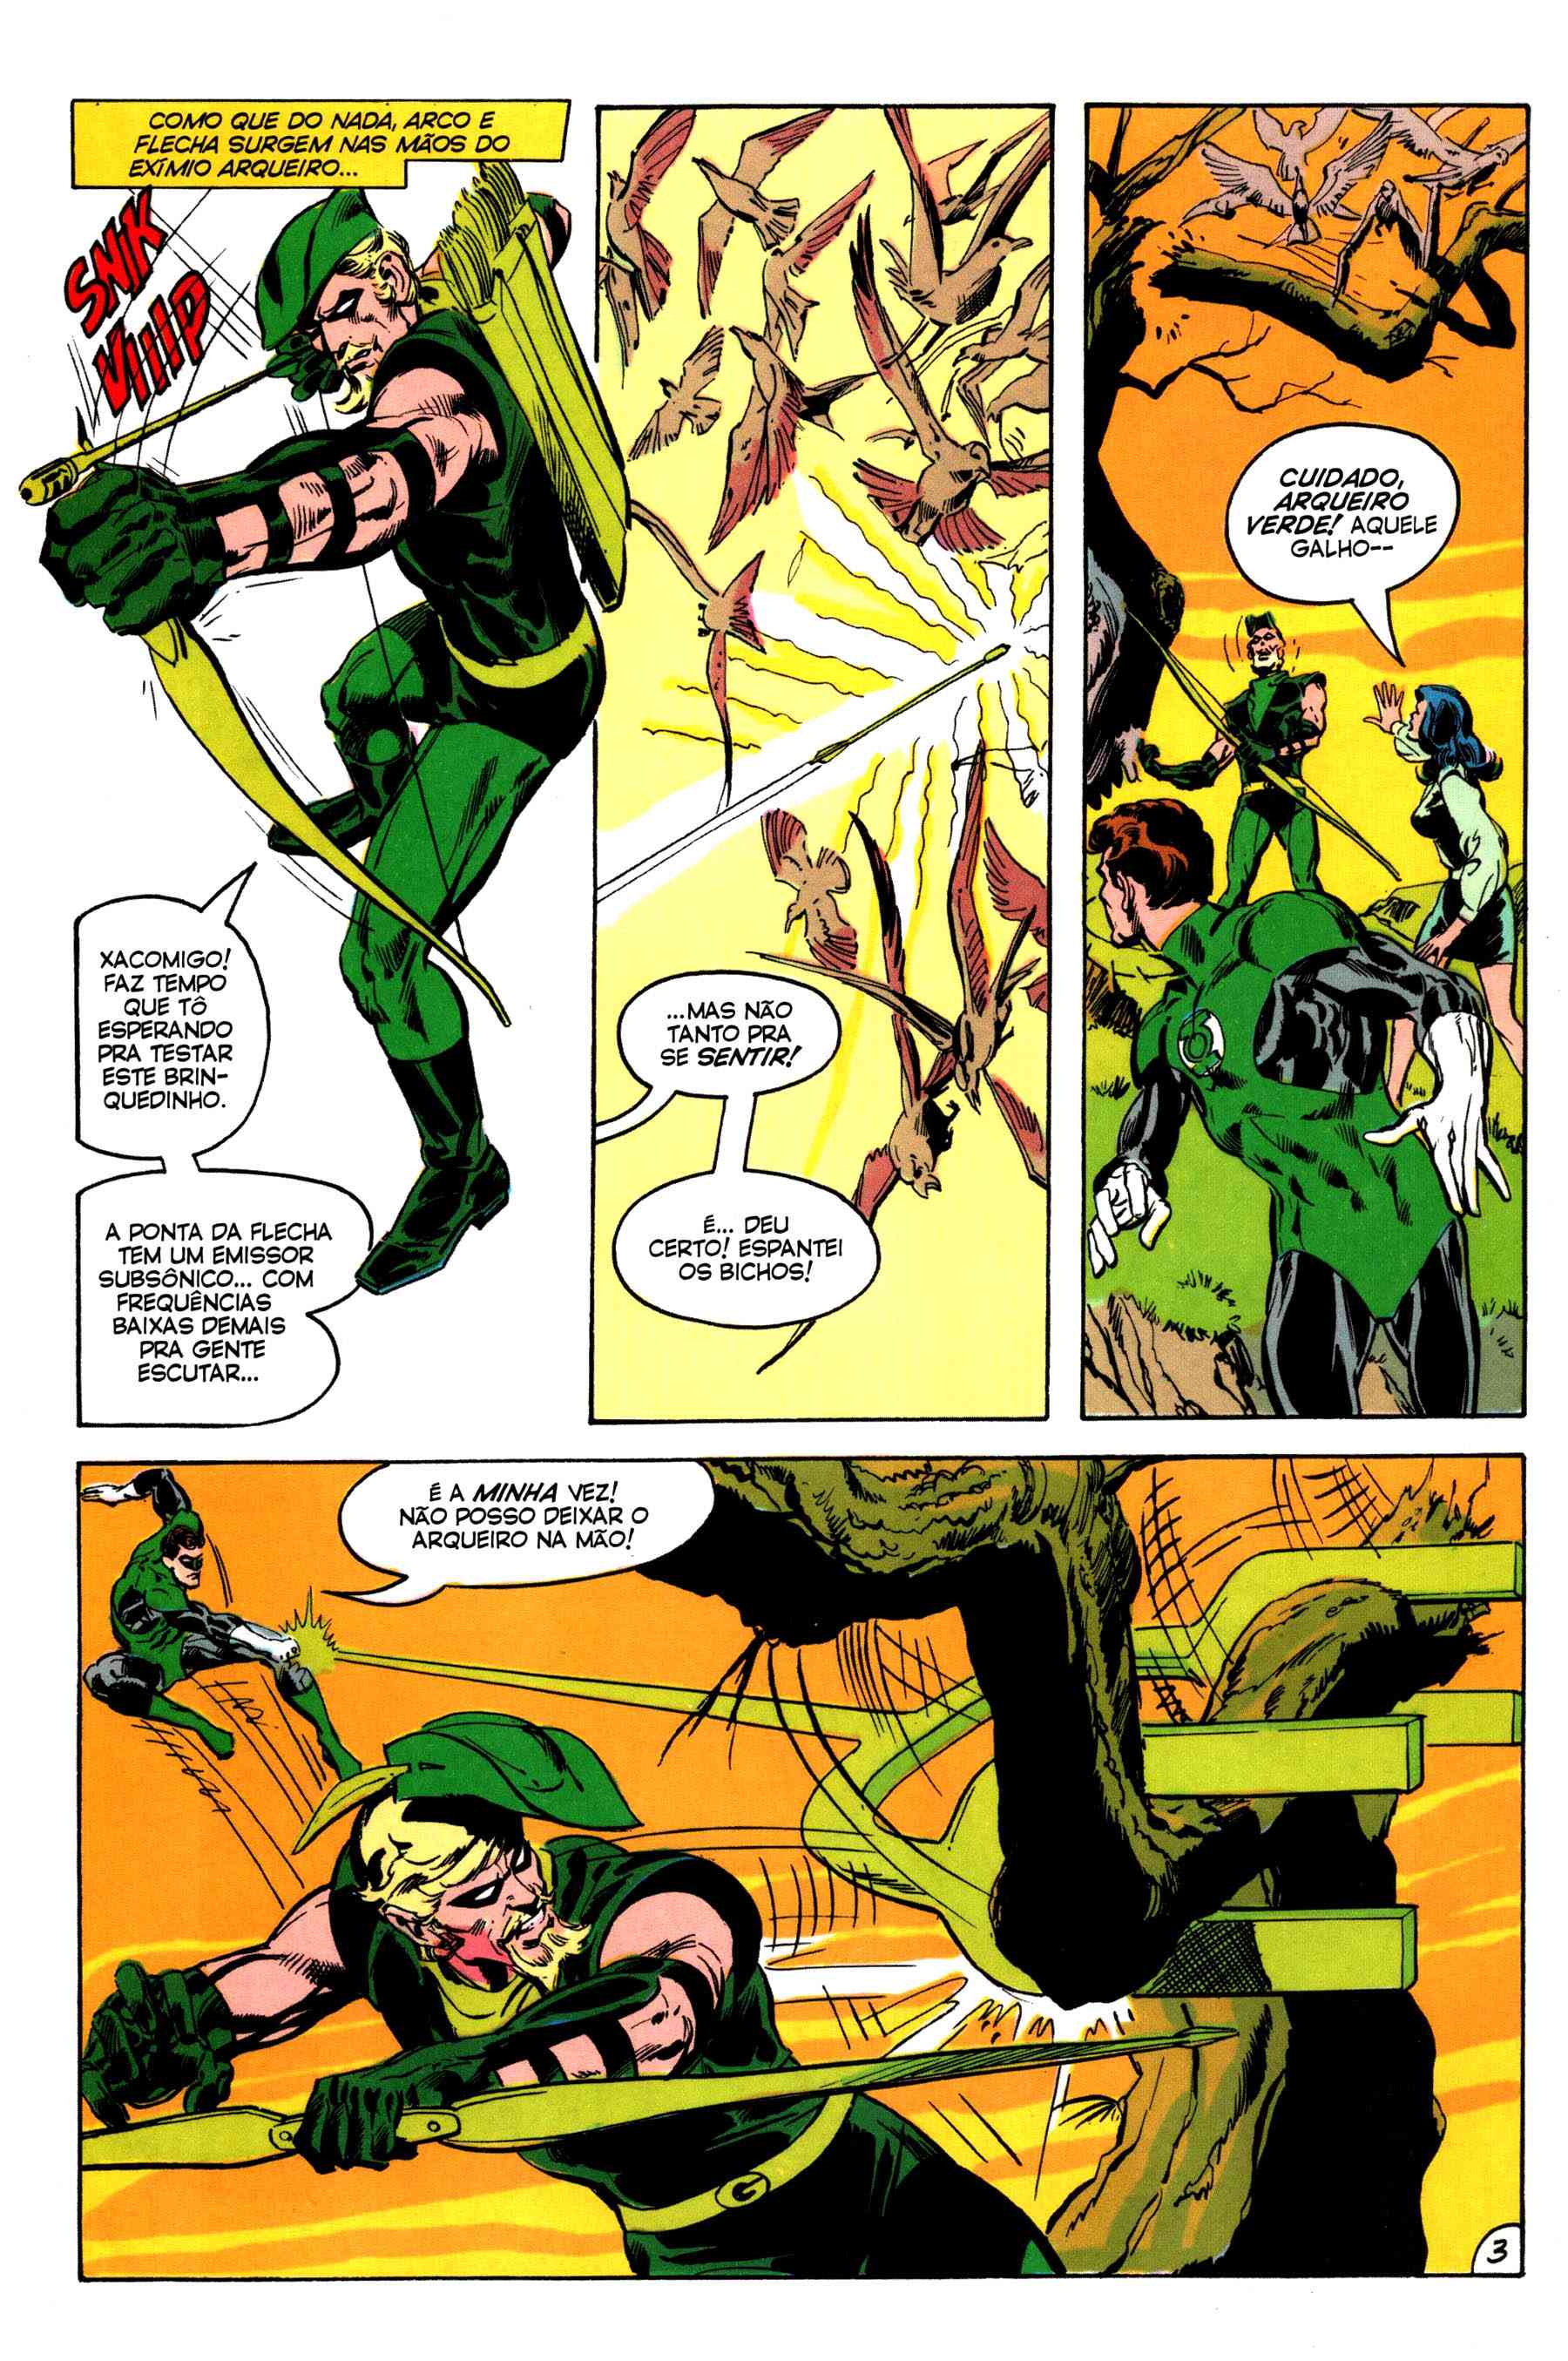 COMO QUE DO NADA, ARCO E
FLECHA SURGEM NAS MÃOS DO
EXÍMIO ARQUEIRO...
SNIK
VIIIP
XACOMIGO!
FAZ TEMPO
QUE TÔ
ESPERANDO
PRA TESTAR
ESTE BRIN-
QUEDINHO.
A PONTA DA FLECHA
TEM UM EMISSOR
SUBSÔNICO... COM
FREQUÊNCIAS
BAIXAS DEMAIS
PRA GENTE
ESCUTAR...
...MAS NÃO
TANTO PRA
SE SENTIR!
É... DEU
CERTO! ESPANTEI
OS BICHOS!
CUIDADO,
ARQUEIRO
VERDE! AQUELE
GALHO--
É A MINHA VEZ!
NÃO POSSO DEIXAR O
ARQUEIRO NA MÃO!
G
3